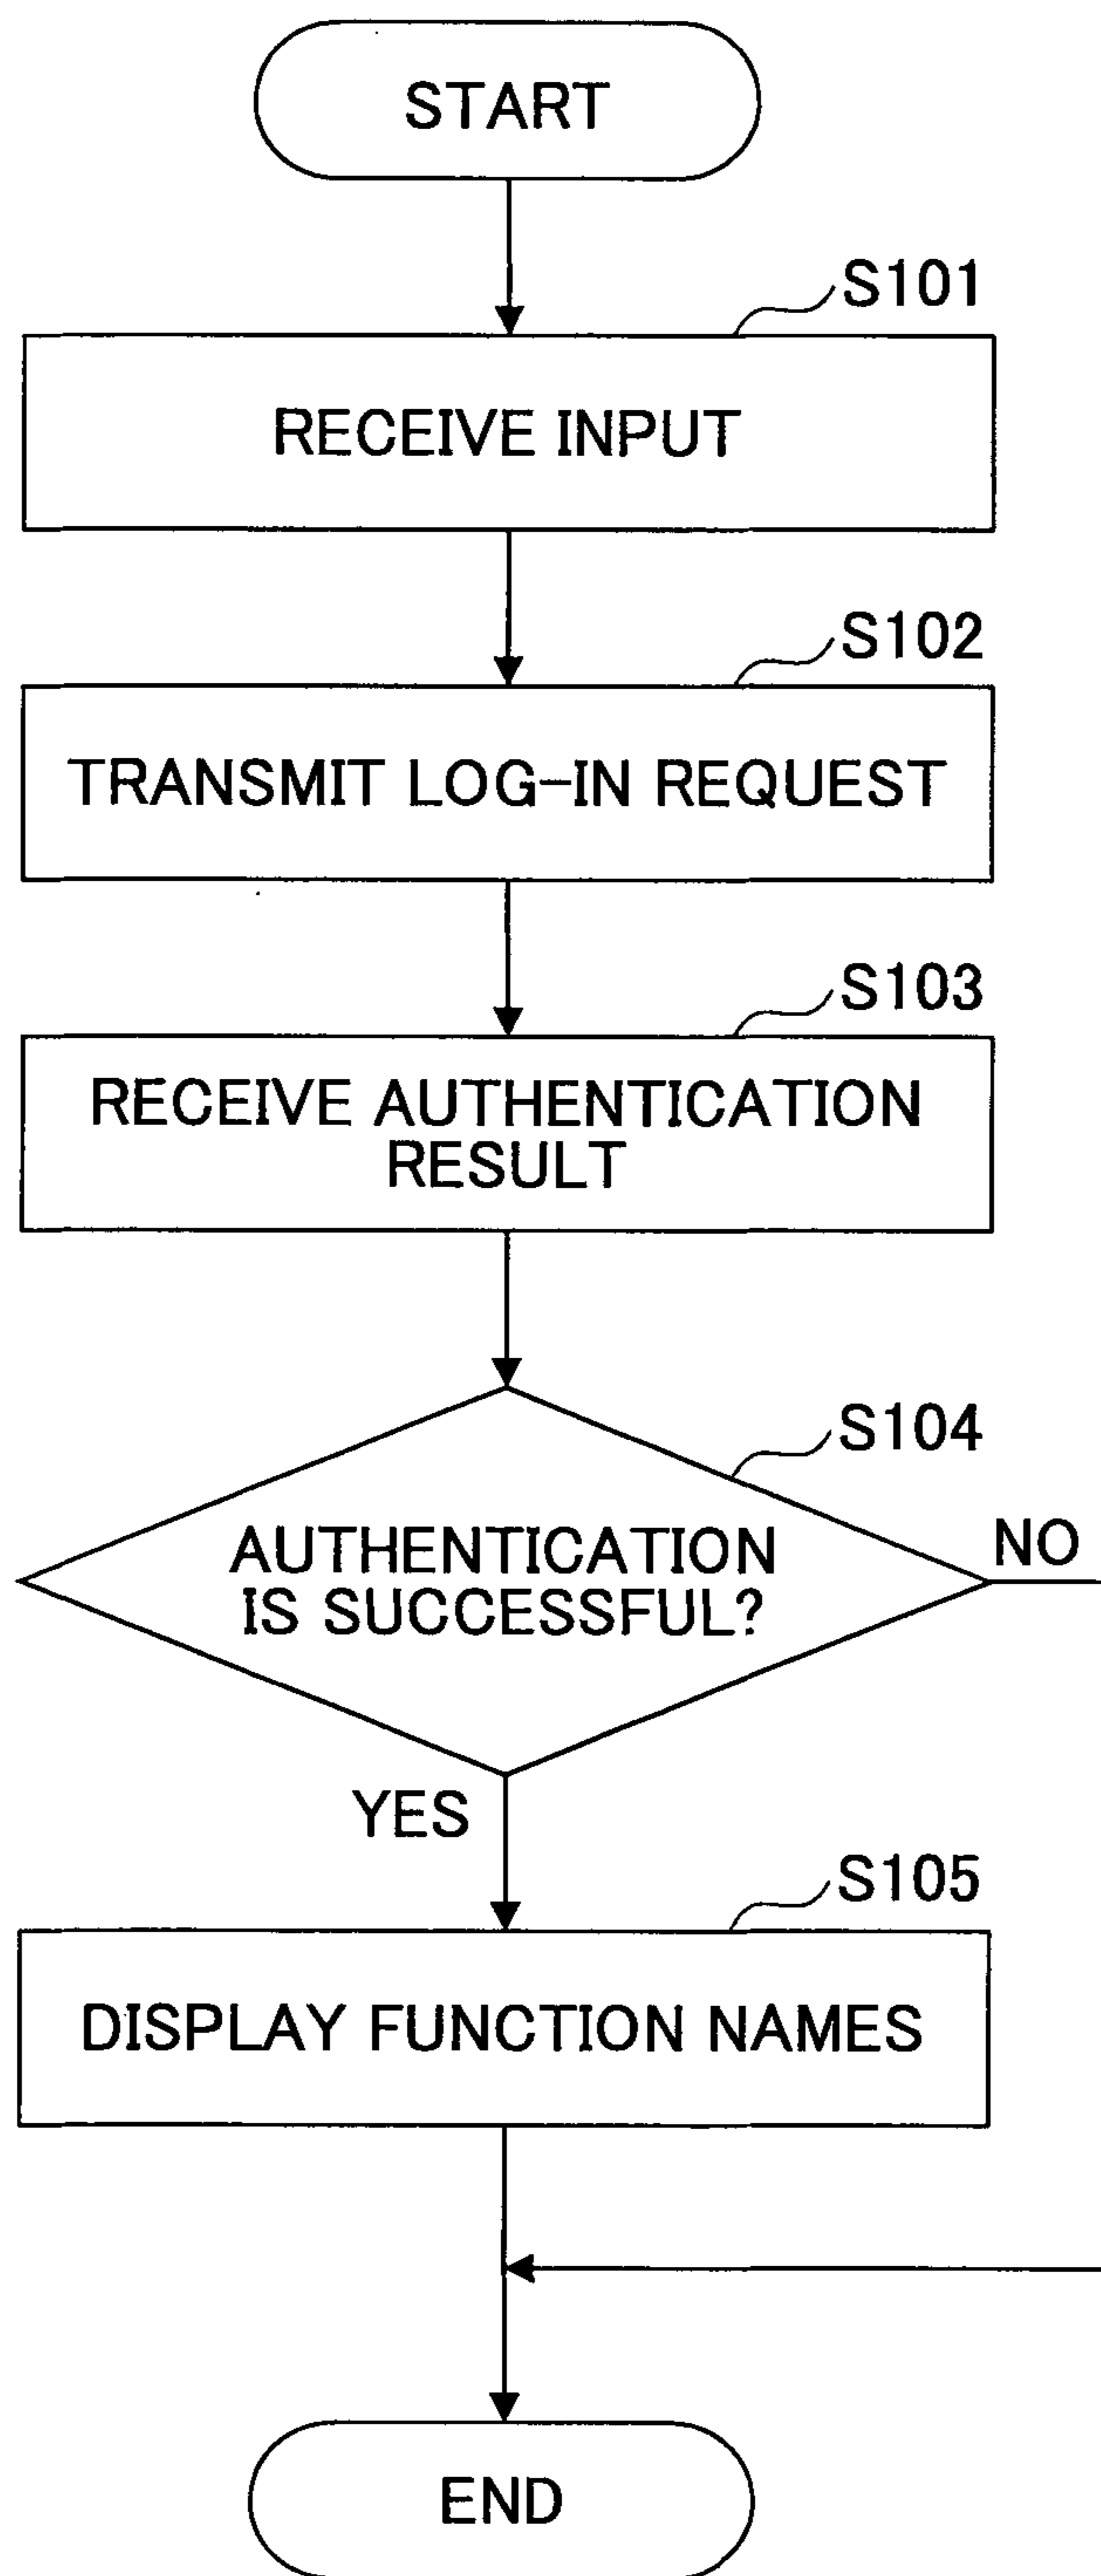 START
S101
RECEIVE INPUT
S102
TRANSMIT LOG-IN REQUEST
S103
RECEIVE AUTHENTICATION
RESULT
S104
AUTHENTICATION
IS SUCCESSFUL?
NO
YES
S105
DISPLAY FUNCTION NAMES
END